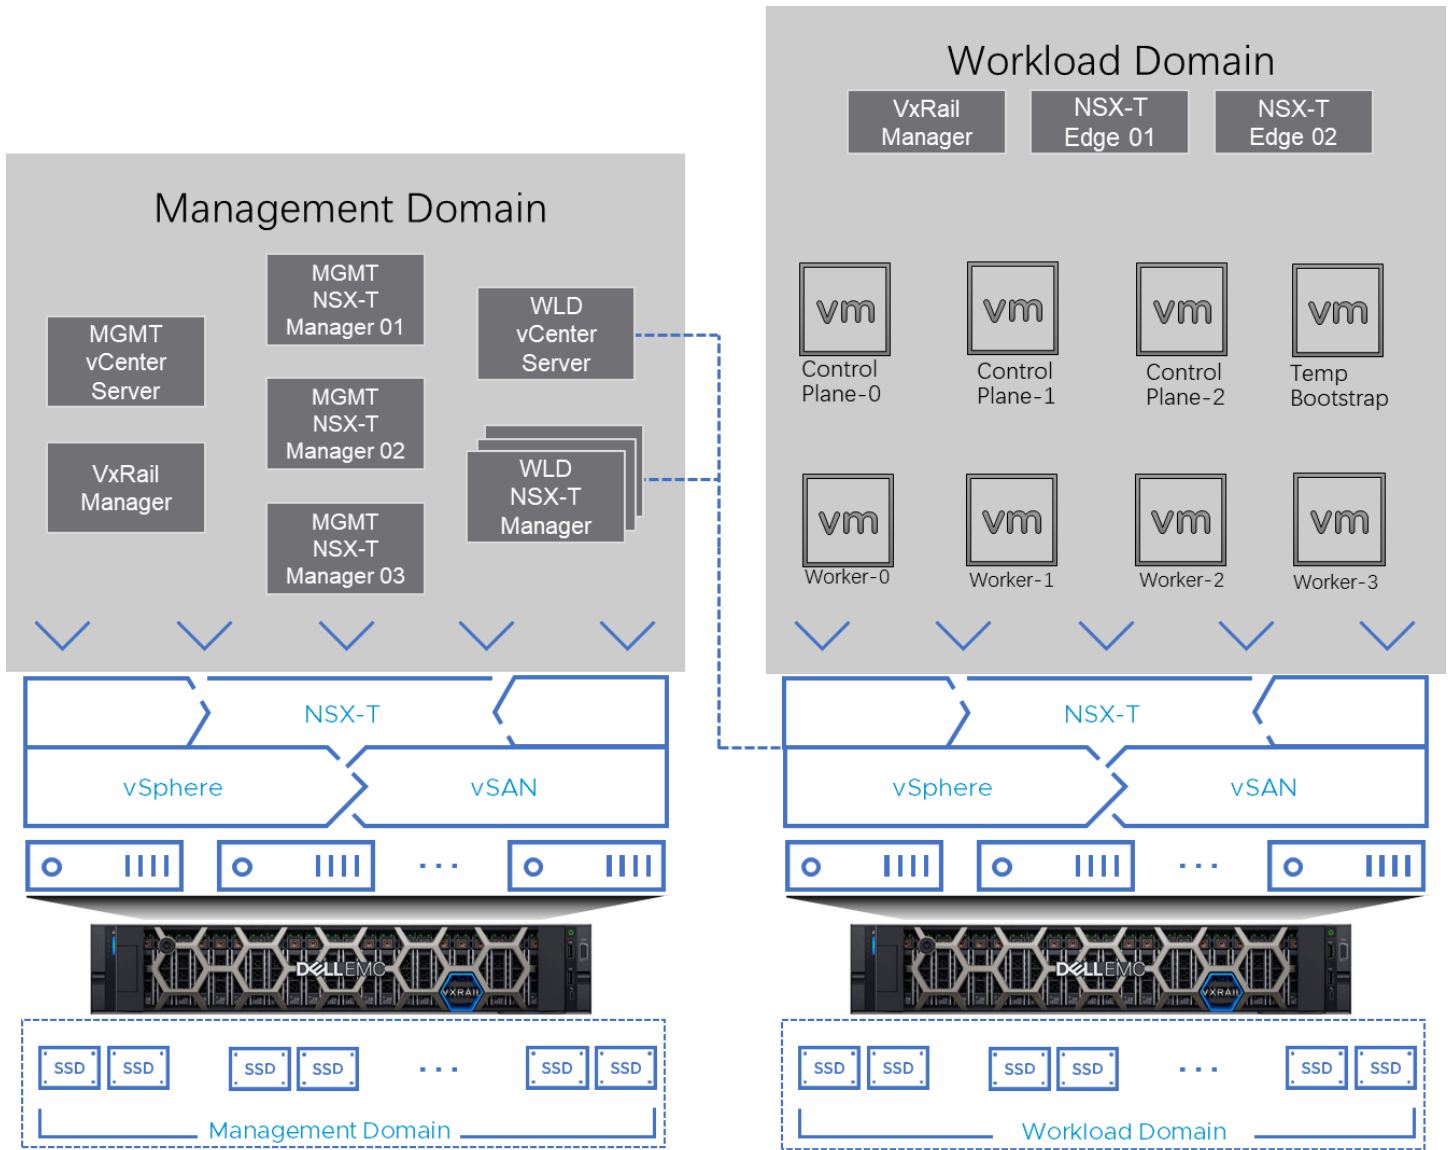 Workload Domain
VxRail
Manager
NSX-T
Edge 01
NSX-T
Edge 02
Management Domain
MGMT
vCenter
Server
VxRail
Manager
MGMT
NSX-T
Manager 01
MGMT
NSX-T
Manager 02
MGMT
NSX-T
Manager 03
WLD
vCenter
Server
WLD
NSX-T
Manager
vm
Control
Plane-0
vm
Control
Plane-1
vm
Control
Plane-2
vm
Temp
Bootstrap
vm
Worker-0
vm
Worker-1
vm
Worker-2
vm
Worker-3
NSX-T
vSphere
vSAN
NSX-T
vSphere
vSAN
...
...
DELLEMC
VXRAIL
DELLEMC
VXRAIL
SSD
SSD
SSD
SSD
...
SSD
SSD
Management Domain
SSD
SSD
SSD
SSD
...
SSD
SSD
Workload Domain